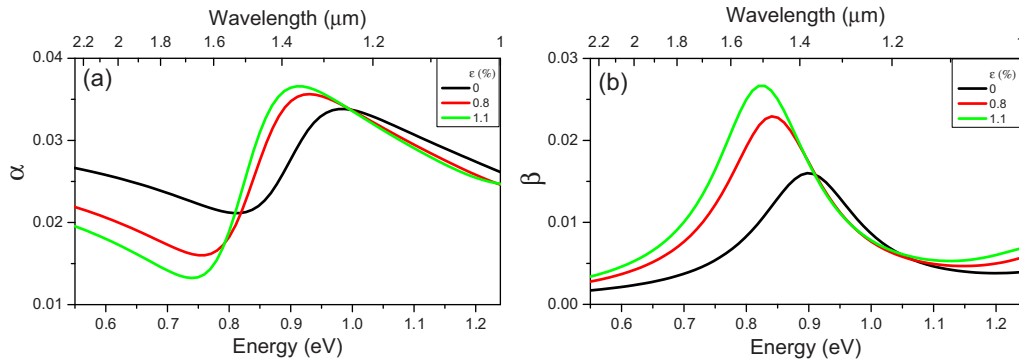 Wavelength (μm)
2.2 2 1.8 1.6 1.4 1.2 1
0.04
(a)
ε (%)
0
0.8
1.1
0.03
α
0.02
0.01
0.6 0.7 0.8 0.9 1.0 1.1 1.2
Energy (eV)
Wavelength (μm)
2.2 2 1.8 1.6 1.4 1.2 1
0.03
(b)
ε (%)
0
0.8
1.1
0.02
β
0.01
0.00
0.6 0.7 0.8 0.9 1.0 1.1 1.2
Energy (eV)